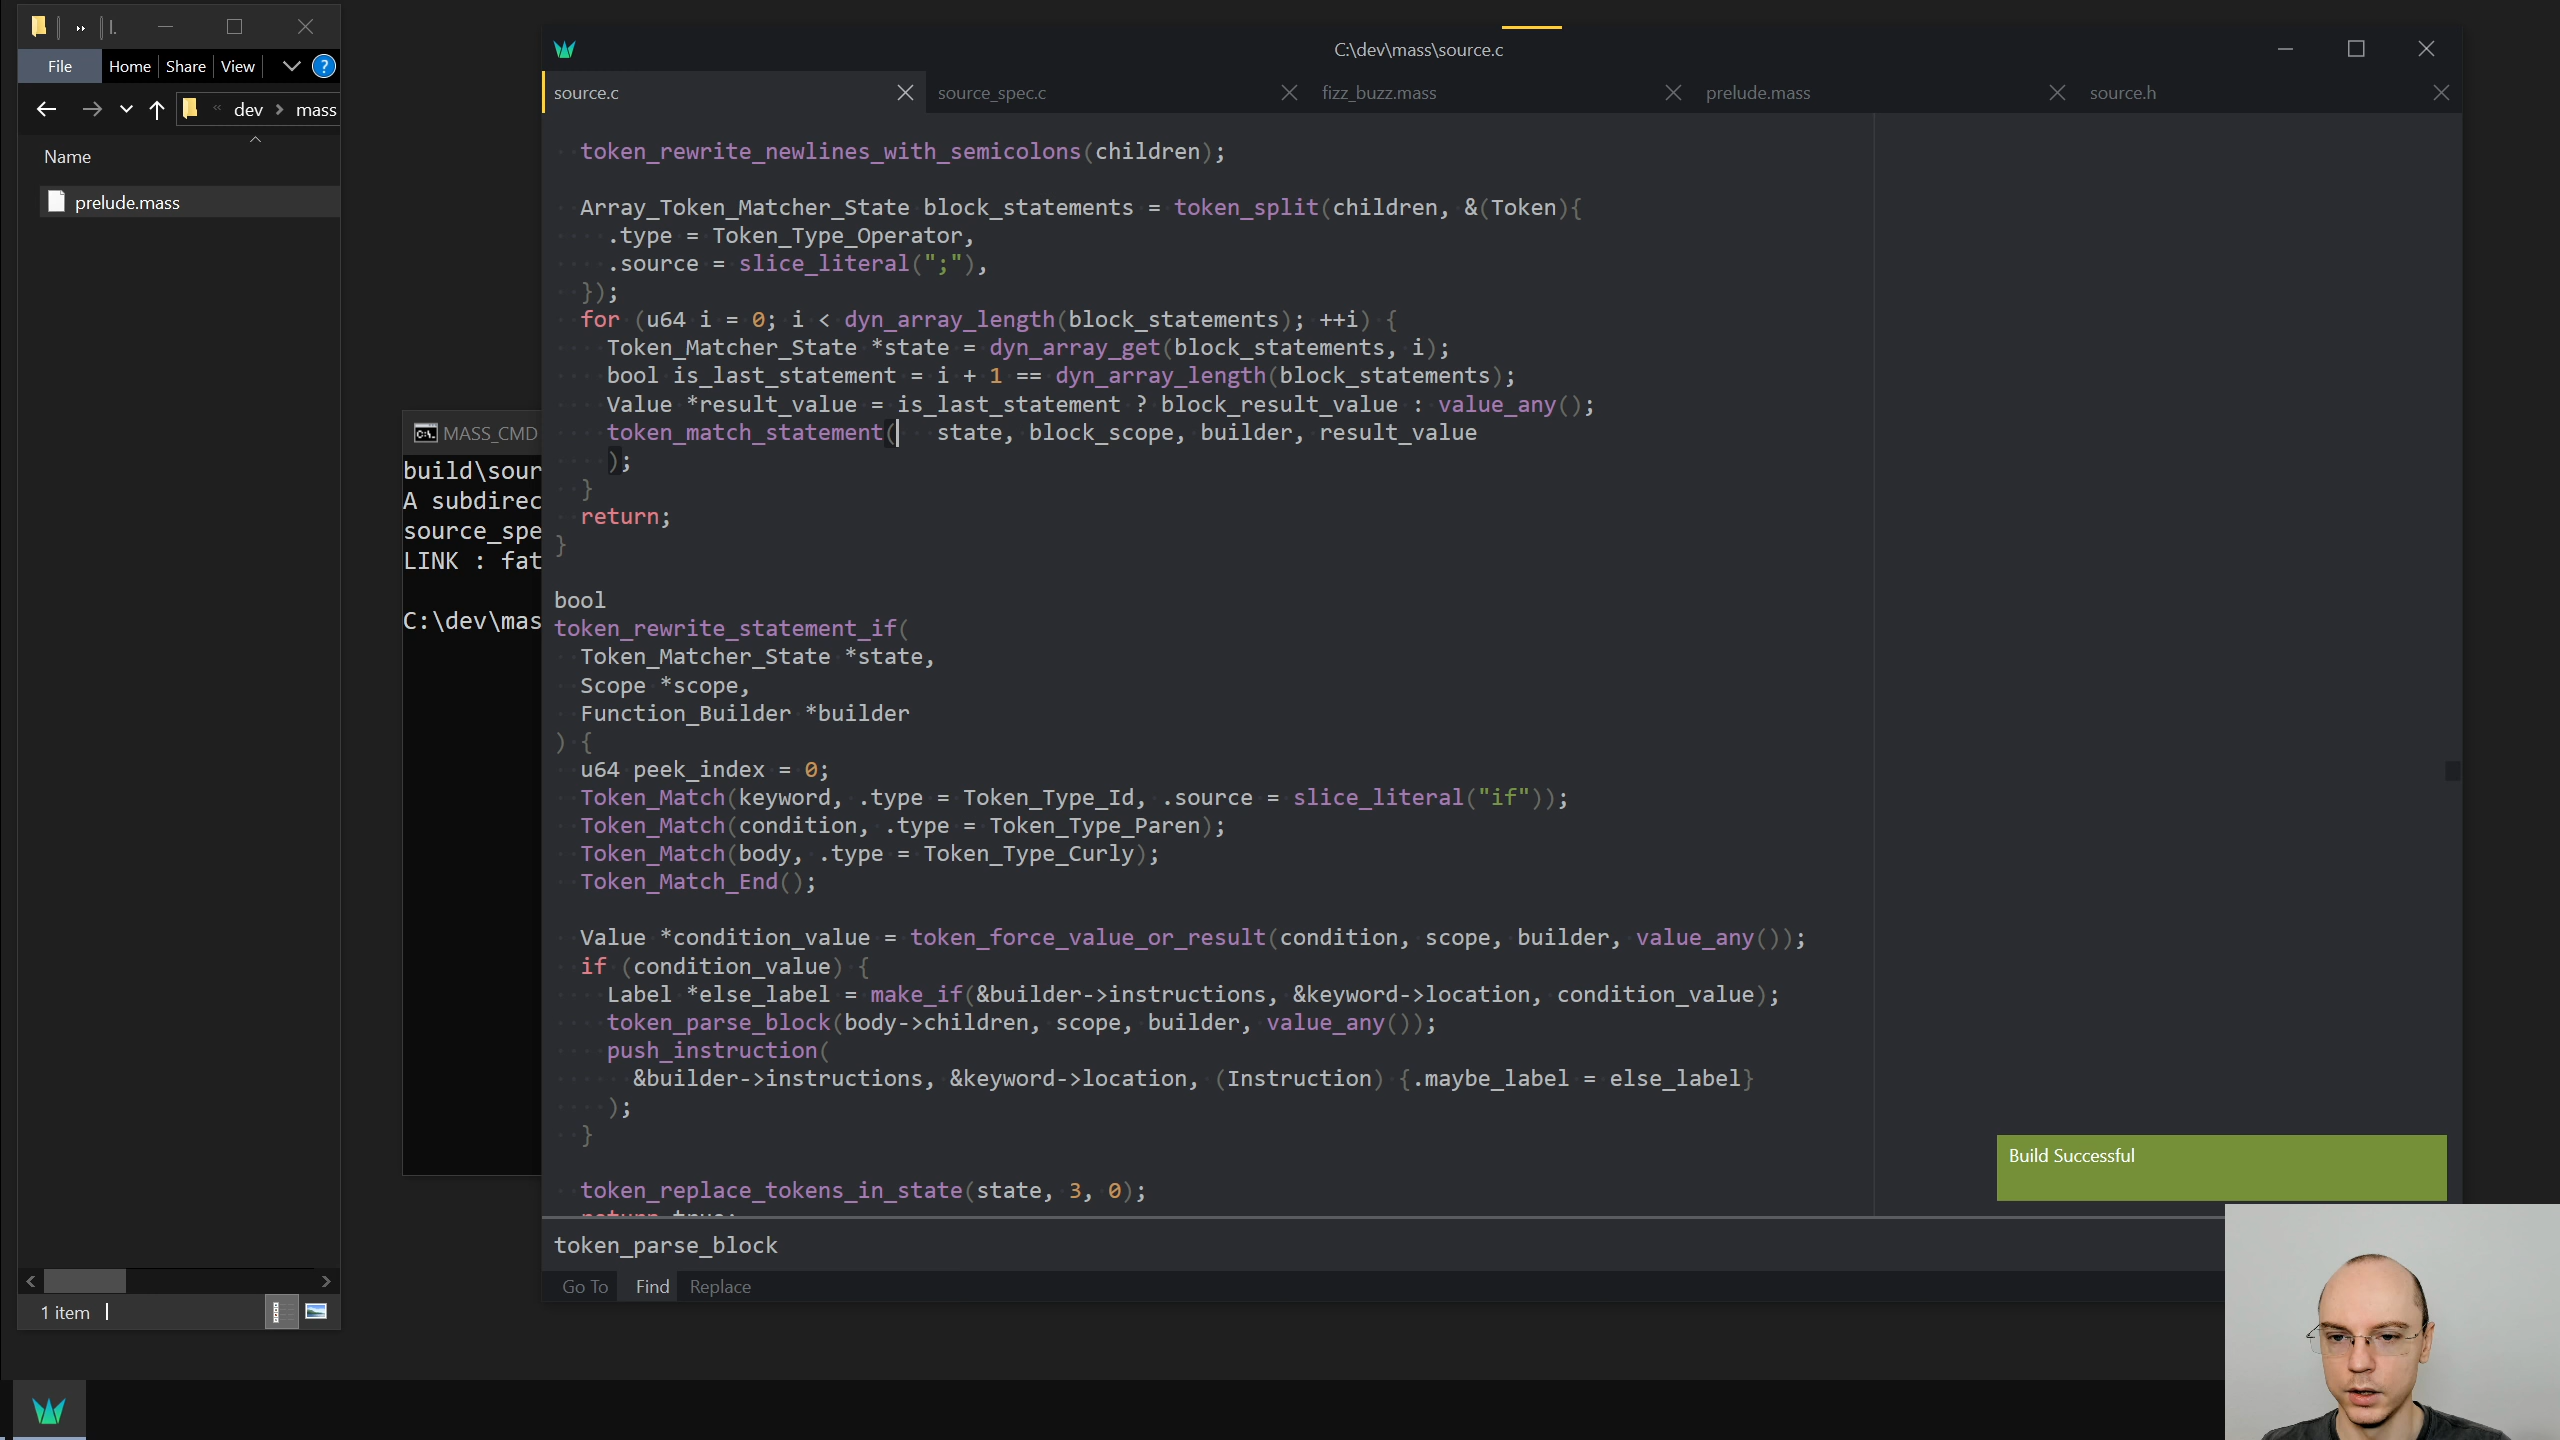 File
Home
Share
View
dev
mass
Name
prelude.mass
1 item
MASS_CMD
build\sour
A subdirec
source_spe
LINK : fat
C:\dev\mas
C:\dev\mass\source.c
source.c
source_spec.c
fizz_buzz.mass
prelude.mass
source.h
token_rewrite_newlines_with_semicolons(children);
Array_Token_Matcher_State block_statements = token_split(children, &(Token){
.type = Token_Type_Operator,
.source = slice_literal(";"),
});
for (u64 i = 0; i < dyn_array_length(block_statements); ++i) {
Token_Matcher_State *state = dyn_array_get(block_statements, i);
bool is_last_statement = i + 1 == dyn_array_length(block_statements);
Value *result_value = is_last_statement ? block_result_value : value_any();
token_match_statement(   state, block_scope, builder, result_value
);
}
return;
}
bool
token_rewrite_statement_if(
Token_Matcher_State *state,
Scope *scope,
Function_Builder *builder
) {
u64 peek_index = 0;
Token_Match(keyword, .type = Token_Type_Id, .source = slice_literal("if"));
Token_Match(condition, .type = Token_Type_Paren);
Token_Match(body, .type = Token_Type_Curly);
Token_Match_End();
Value *condition_value = token_force_value_or_result(condition, scope, builder, value_any());
if (condition_value) {
Label *else_label = make_if(&builder->instructions, &keyword->location, condition_value);
token_parse_block(body->children, scope, builder, value_any());
push_instruction(
&builder->instructions, &keyword->location, (Instruction) {.maybe_label = else_label}
);
}
token_replace_tokens_in_state(state, 3, 0);
return true;
Build Successful
token_parse_block
Go To
Find
Replace